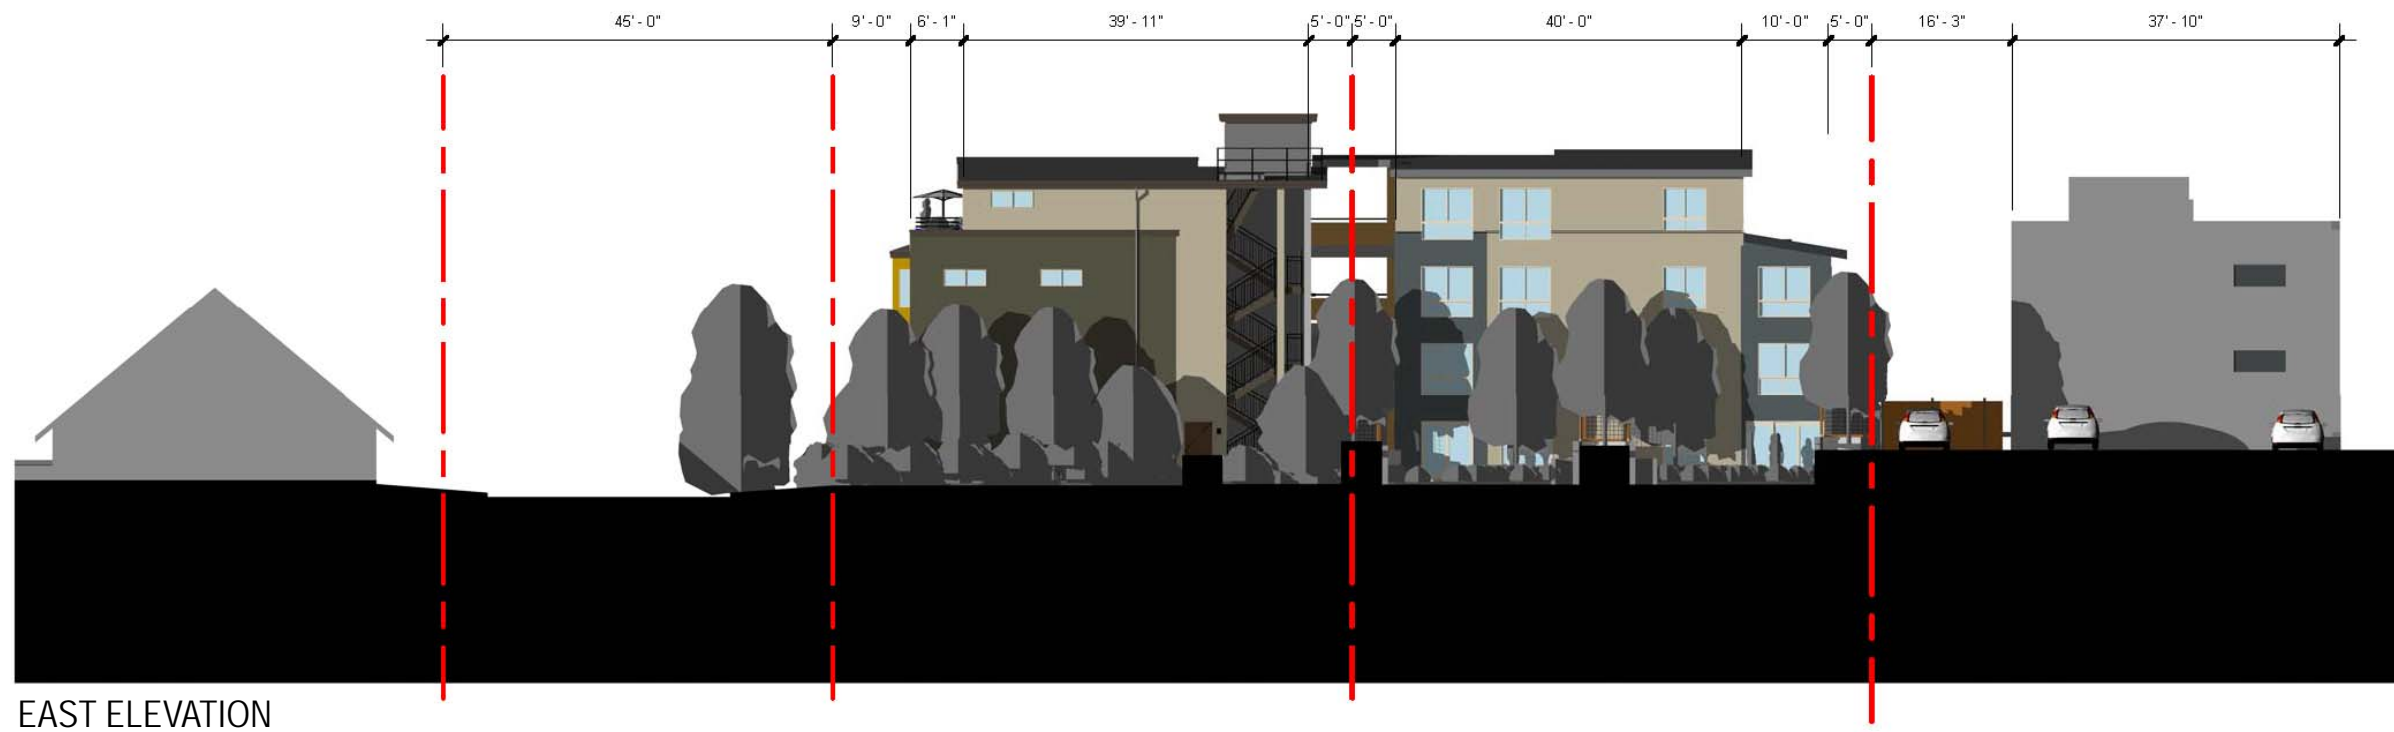 45' - 0" 9' - 0" 6' - 1" 39' - 11" 5' - 0" 5' - 0" 40' - 0" 10' - 0" 5' - 0" 16' - 3" 37' - 10"
EAST ELEVATION